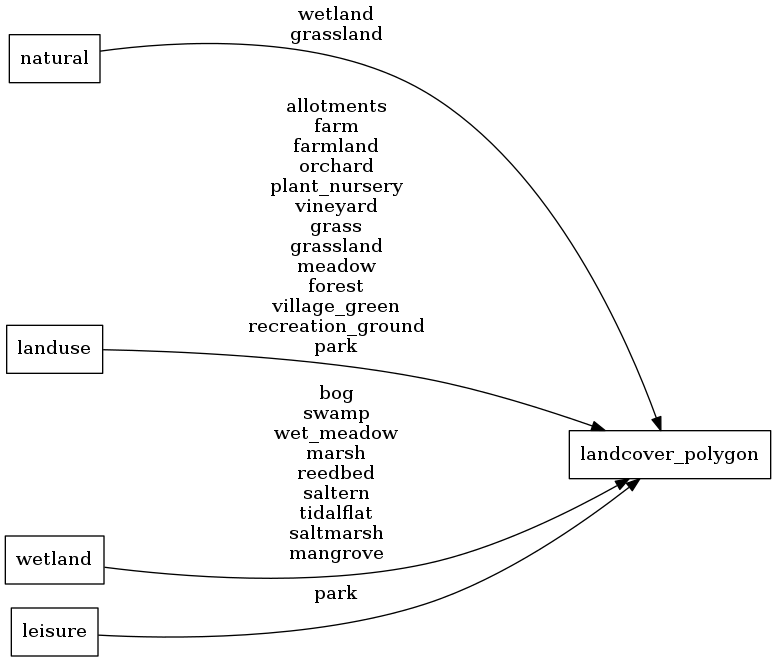 wetland
grassland
natural
allotments
farm
farmland
orchard
plant_nursery
vineyard
grass
grassland
meadow
forest
village_green
recreation_ground
park
landuse
bog
swamp
wet_meadow
marsh
reedbed
saltern
tidalflat
saltmarsh
mangrove
landcover_polygon
wetland
park
leisure